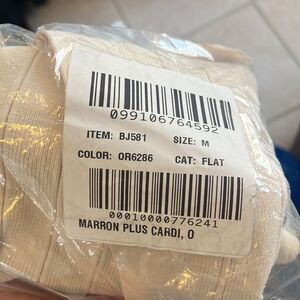 099106764592
ITEM: BJ581 SIZE: M
COLOR: OR6286 CAT: FLAT
00010000776241
MARRON PLUS CARDI, O